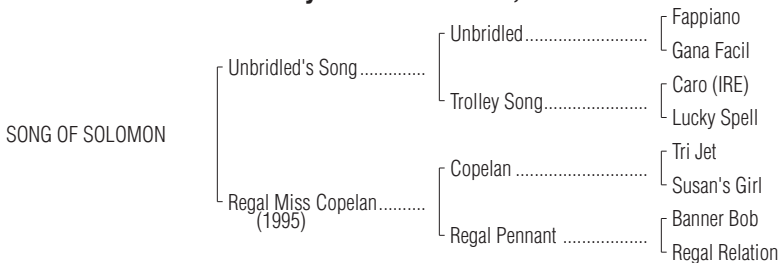 Fappiano
Unbridled
Gana Facil
Unbridled's Song
Caro (IRE)
Trolley Song
Lucky Spell
SONG OF SOLOMON
Tri Jet
Copelan
Susan's Girl
Regal Miss Copelan
(1995)
Banner Bob
Regal Pennant
Regal Relation